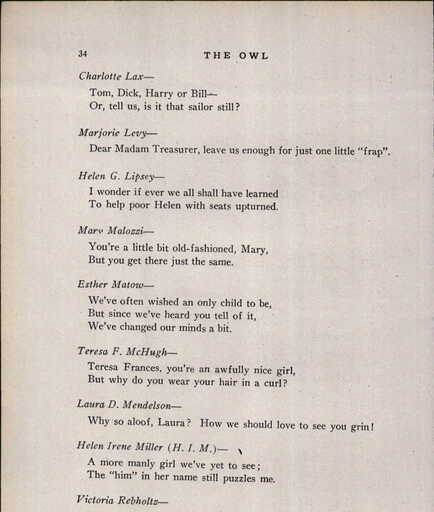 34 THE OWL
Charlotte Lax—
Tom, Dick, Harry or Bill—
Or, tell us, is it that sailor still?
Marjorie Levy—
Dear Madam Treasurer, leave us enough for just one little "frap".
Helen G. Lipsey—
I wonder if ever we all shall have learned
To help poor Helen with seats upturned.
Mary Malozzi—
You're a little bit old-fashioned, Mary,
But you get there just the same.
Esther Matow—
We've often wished an only child to be,
But since we've heard you tell of it,
We've changed our minds a bit.
Teresa F. McHugh—
Teresa Frances, you're an awfully nice girl,
But why do you wear your hair in a curl?
Laura D. Mendelson—
Why so aloof, Laura? How we should love to see you grin!
Helen Irene Miller (H. I. M.)—
A more manly girl we've yet to see;
The "him" in her name still puzzles me.
Victoria Rebholtz—